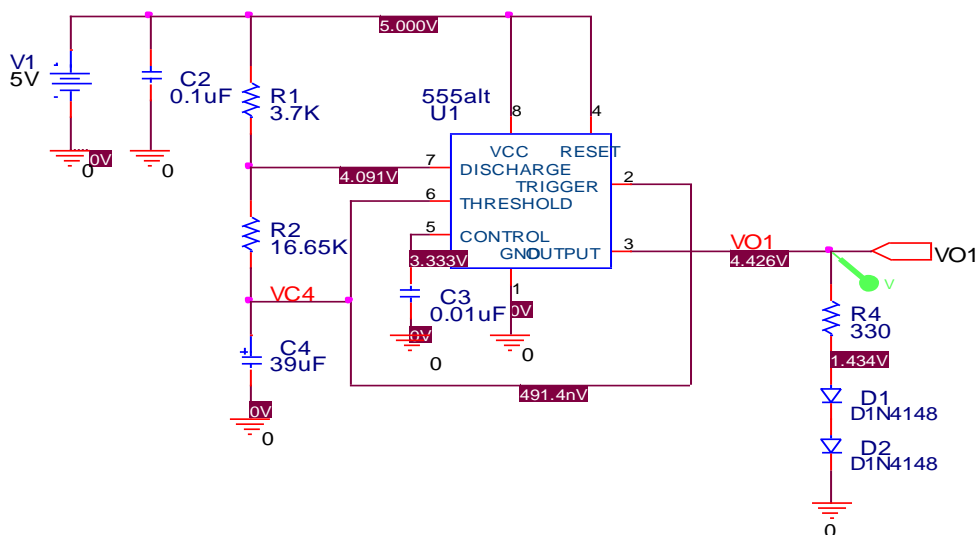 5.000V
V1
5V
C2
0.1uF
R1
3.7K
555alt
U1
8
4
VCC
RESET
7
DISCHARGE
4.091V
TRIGGER
2
6
THRESHOLD
R2
16.65K
5
CONTROL
3.333V
GND
OUTPUT
3
VO1
4.426V
VO1
V
0V
0
VC4
1
0V
C3
0.01uF
0V
0
0
R4
330
1.434V
C4
39uF
491.4nV
0V
0
0
D1
D1N4148
D2
D1N4148
0